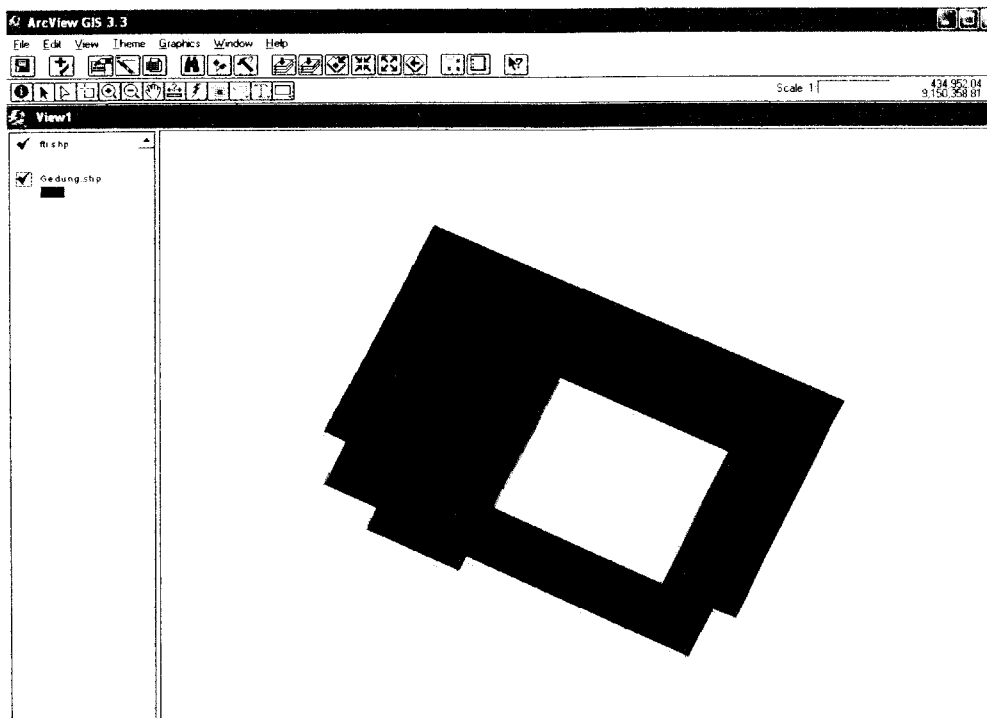 ArcView GIS 3.3
File Edit View Theme Graphics Window Help
Scale 1:
434,952.04
9,150,358.81
View1
fti.shp
Gedung.shp